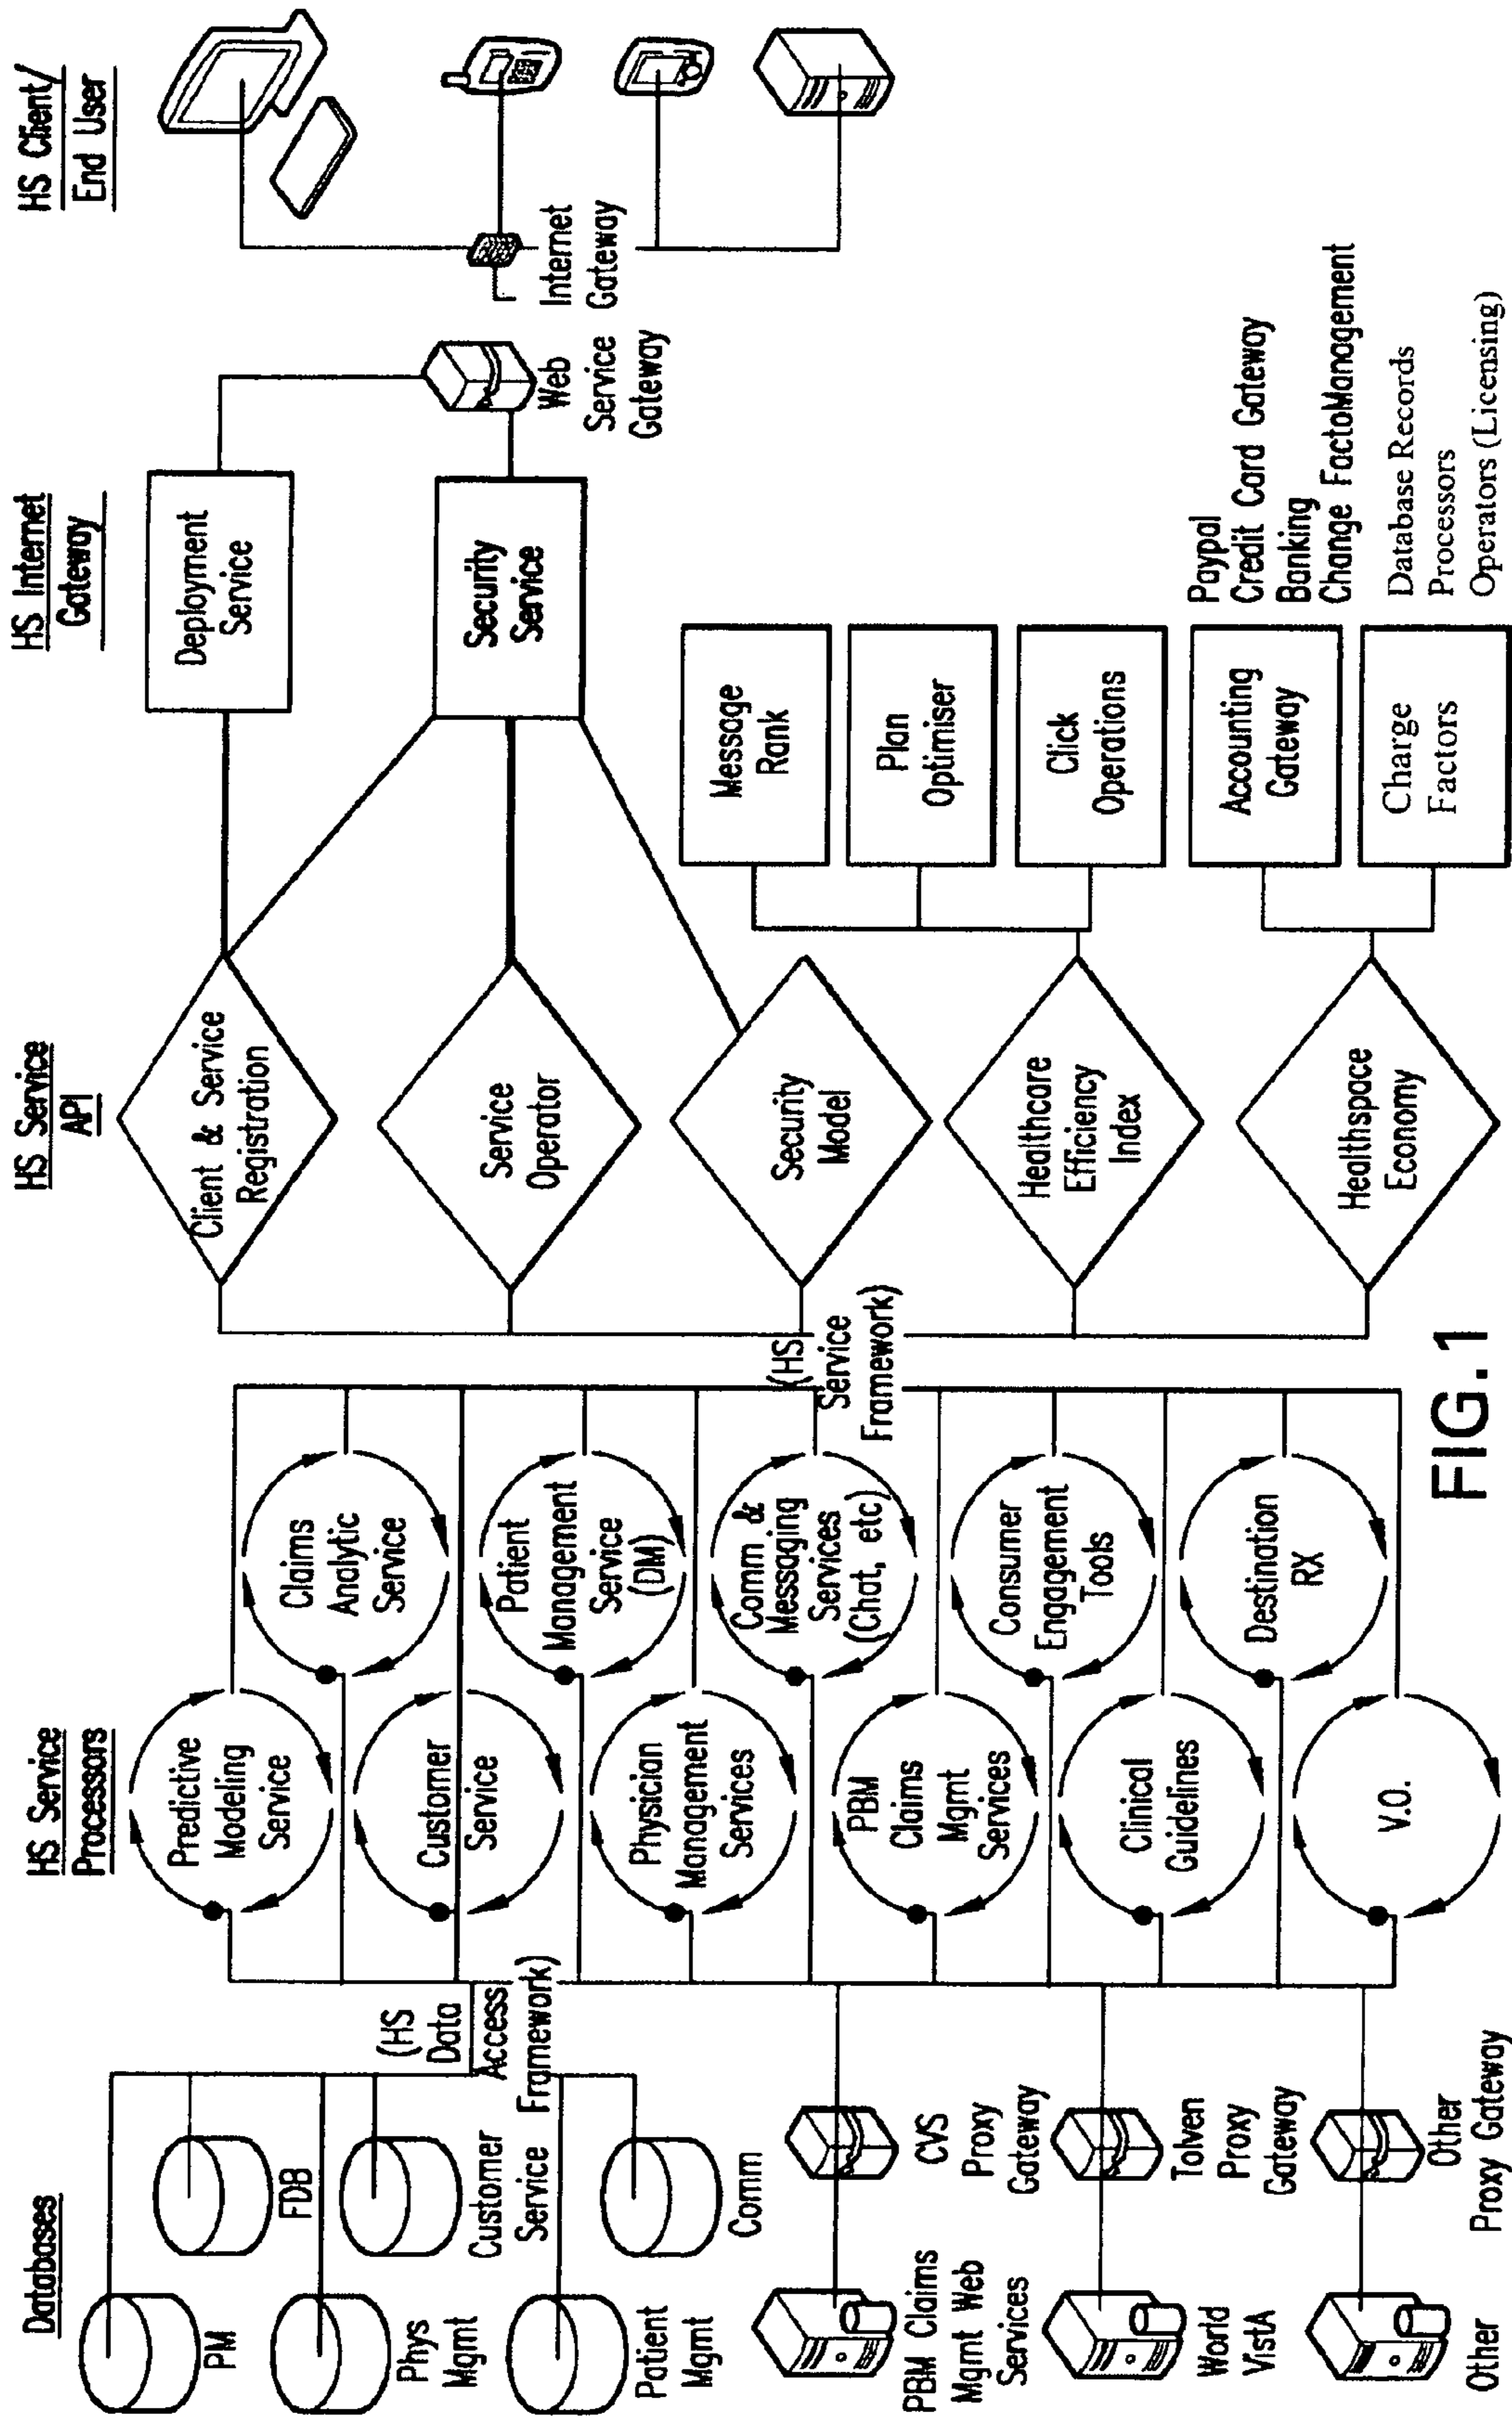 Databases
PM
FDB
Phys
Mgmt
Customer
Service
Patient
Mgmt
Comm
PBM Claims
Mgmt Web
Services
CVS
Proxy
Gateway
World
VistA
Tolven
Proxy
Gateway
Other
Other
Proxy Gateway
(HS
Data
Access
Framework)
HS Service
Processors
Predictive
Modeling
Service
Claims
Analytic
Service
Customer
Service
Patient
Management
Service
(DM)
Physician
Management
Services
Comm &
Messaging
Services
(Chat, etc)
PBM
Claims
Mgmt
Services
Consumer
Engagement
Tools
Clinical
Guidelines
Destination
RX
V.O.
(HS
Service
Framework)
HS Service
API
Client & Service
Registration
Service
Operator
Security
Model
Healthcare
Efficiency
Index
Healthspace
Economy
HS Internet
Gateway
Deployment
Service
Security
Service
Message
Rank
Plan
Optimiser
Click
Operations
Accounting
Gateway
Charge
Factors
Paypal
Credit Card Gateway
Banking
Change FactoManagement
Database Records
Processors
Operators (Licensing)
Web
Service
Gateway
Internet
Gateway
HS Client/
End User
FIG.1